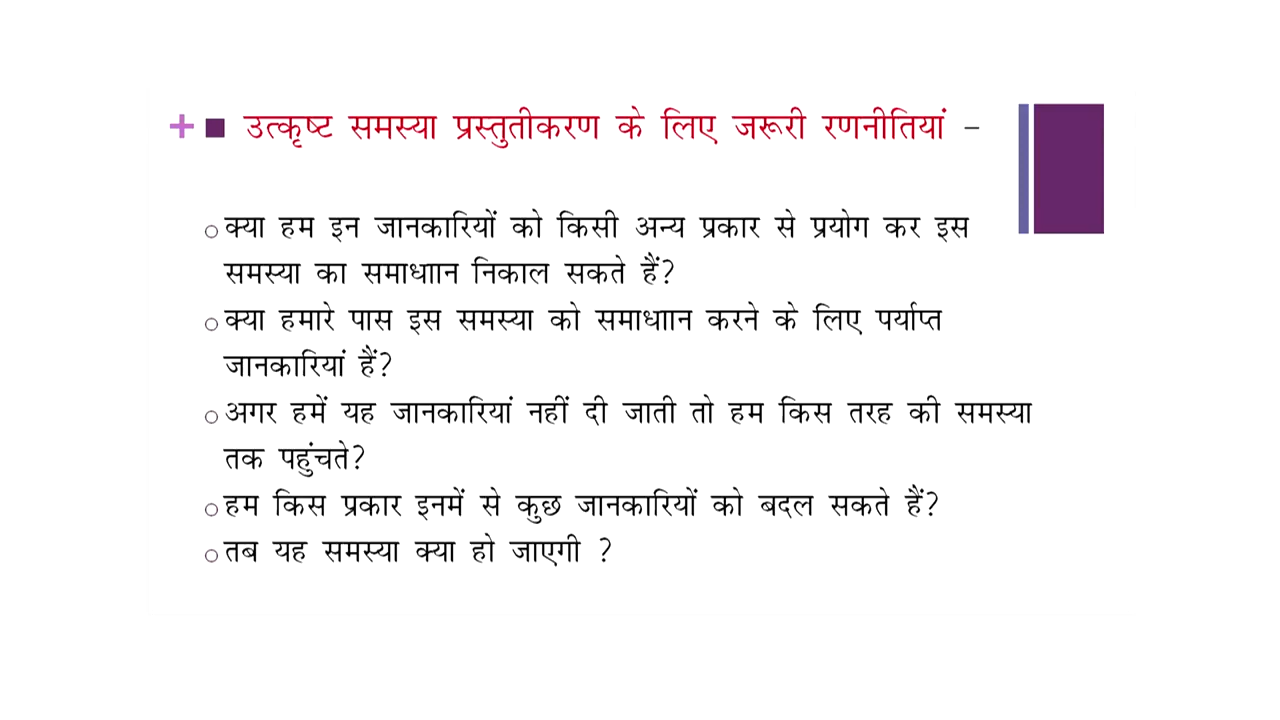 + ■ उत्कृष्ट समस्या प्रस्तुतीकरण के लिए जरूरी रणनीतियां –
○ क्या हम इन जानकारियों को किसी अन्य प्रकार से प्रयोग कर इस
समस्या का समाधाान निकाल सकते हैं?
○ क्या हमारे पास इस समस्या को समाधाान करने के लिए पर्याप्त
जानकारियां हैं?
○ अगर हमें यह जानकारियां नहीं दी जाती तो हम किस तरह की समस्या
तक पहुंचते?
○ हम किस प्रकार इनमें से कुछ जानकारियों को बदल सकते हैं?
○ तब यह समस्या क्या हो जाएगी ?